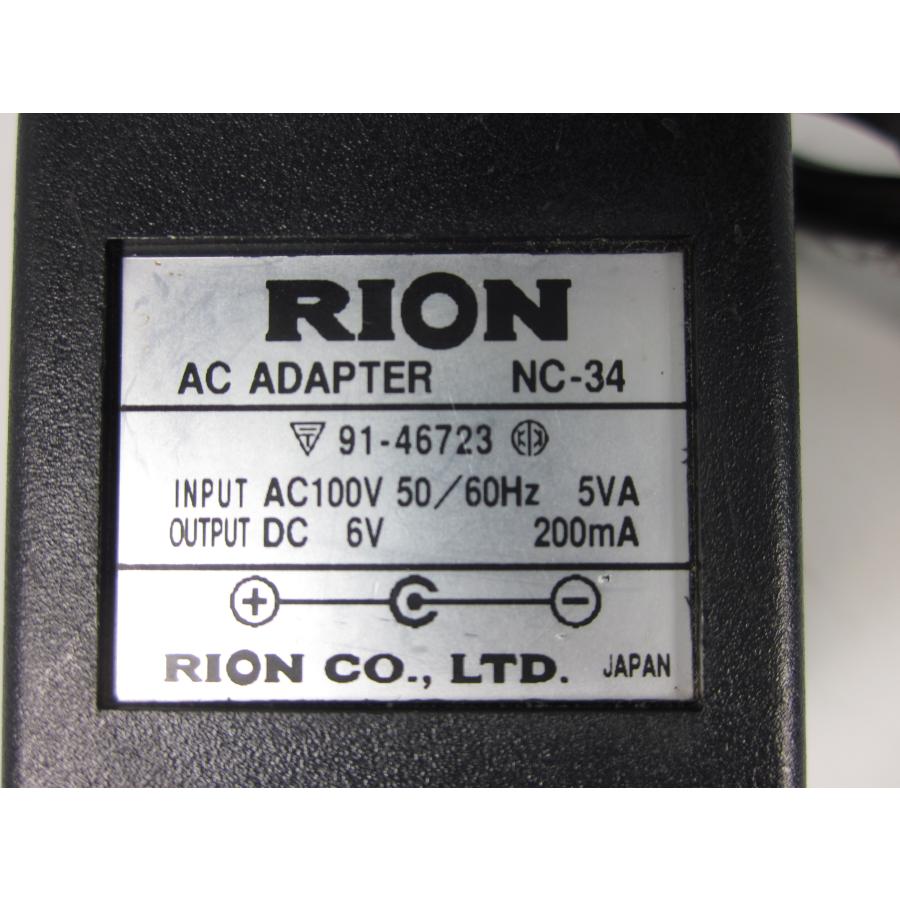 RION
AC ADAPTER NC-34
91-46723
INPUT AC100V 50/60Hz 5VA
OUTPUT DC 6V 200mA
+ −
RION CO., LTD. JAPAN